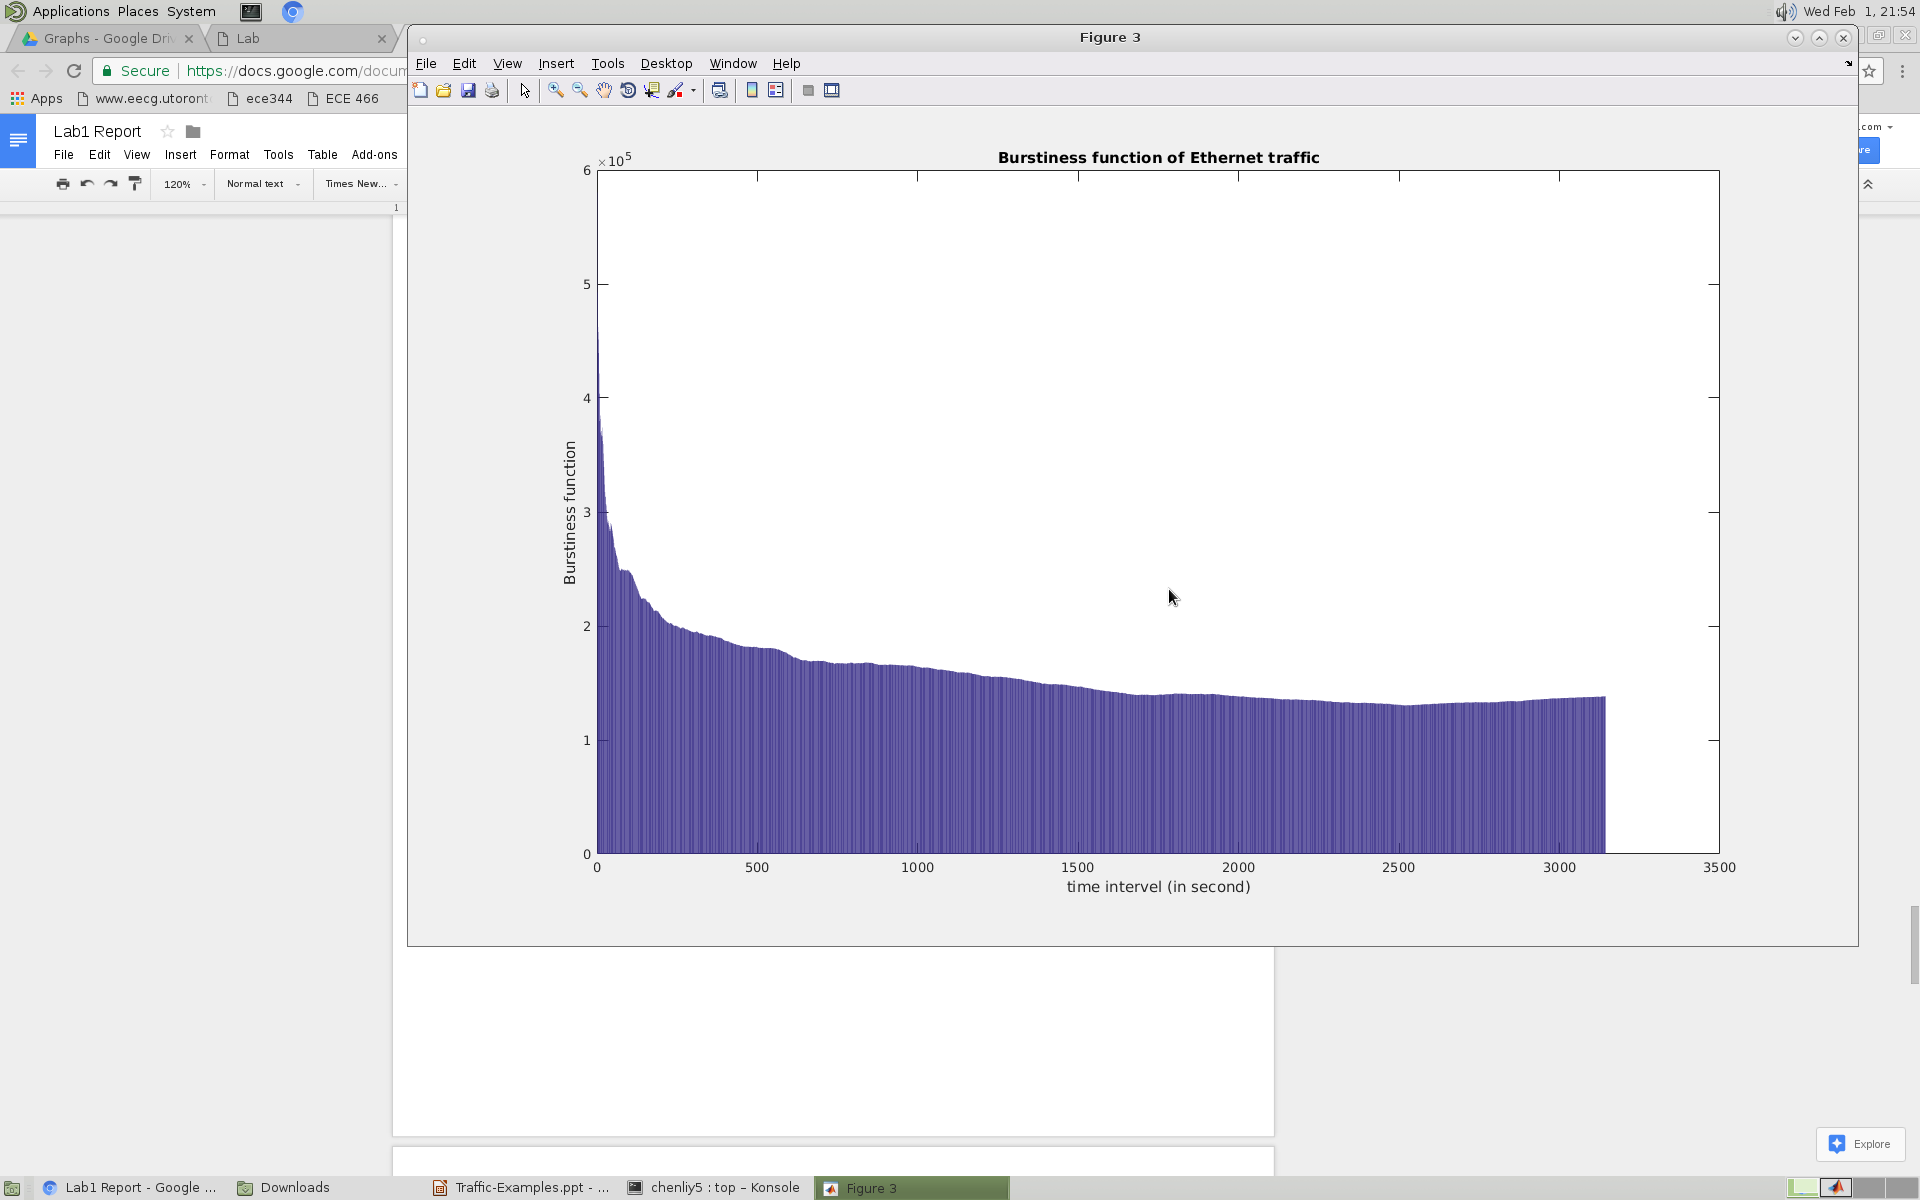 Applications Places System
Wed Feb 1, 21:54
Graphs - Google Driv
Lab
Figure 3
Secure
https://docs.google.com/docum
File Edit View Insert Tools Desktop Window Help
Apps
www.eecg.utoront
ece344
ECE 466
Lab1 Report
.com
File Edit View Insert Format Tools Table Add-ons
re
120%
Normal text
Times New...
1
Burstiness function of Ethernet traffic
×10^5
6
5
4
3
2
1
0
Burstiness function
0 500 1000 1500 2000 2500 3000 3500
time intervel (in second)
Explore
Lab1 Report - Google ...
Downloads
Traffic-Examples.ppt - ...
chenliy5 : top – Konsole
Figure 3